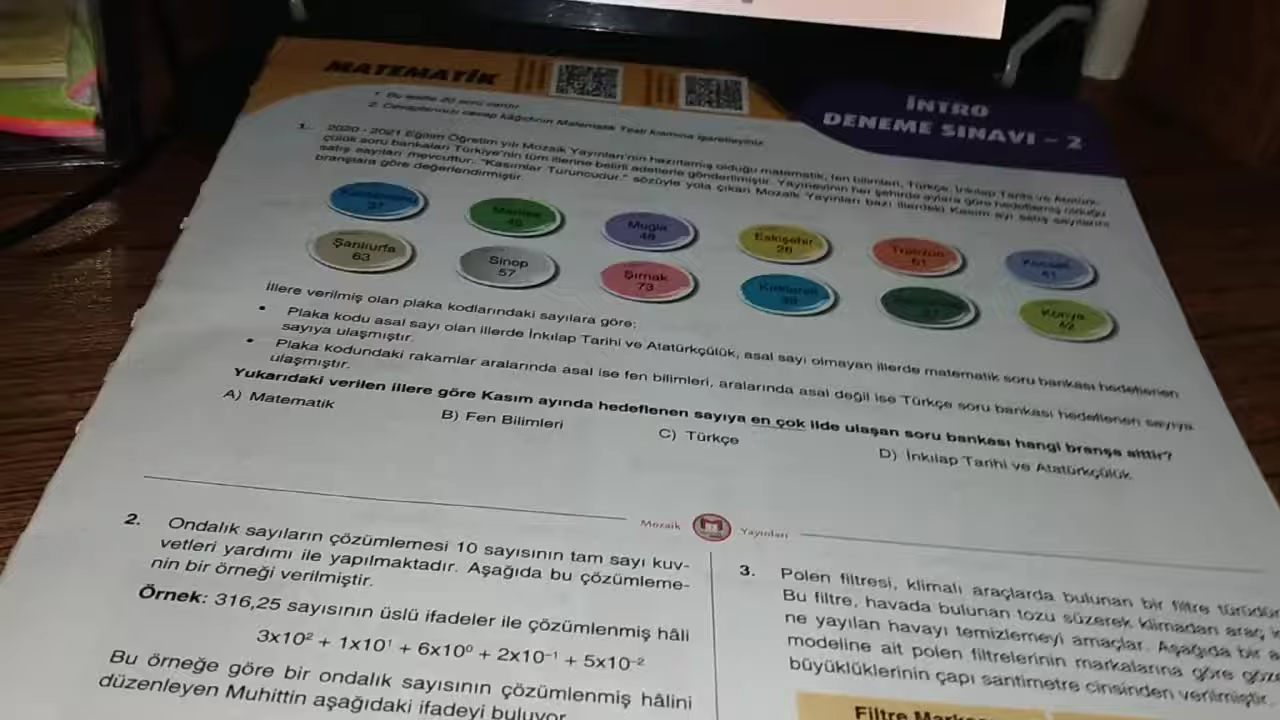 MATEMATİK
İNTRO
DENEME SINAVI - 2
1. Bu testte 20 soru vardır.
2. Cevaplarınızı cevap kâğıdının Matematik Testi kısmına işaretleyiniz.
1. 2020 - 2021 Eğitim Öğretim yılı Mozaik Yayınları'nın hazırlamış olduğu matematik, fen bilimleri, Türkçe, İnkılap Tarihi ve Atatürk-
çülük soru bankaları Türkiye'nin tüm illerine belirli adetlerle gönderilmiştir. Yayınevinin her şehirde aylara göre hedeflemiş olduğu
satış sayıları mevcuttur. "Kasımlar Turuncudur." sözüyle yola çıkan Mozaik Yayınları bazı illerdeki Kasım ayı satış sayılarını
branşlara göre değerlendirmiştir.
37
Manisa
45
Muğla
48
Eskişehir
26
Trabzon
61
Kocaeli
41
Şanlıurfa
63
Sinop
57
Şırnak
73
Kırklareli
39
Konya
42
İllere verilmiş olan plaka kodlarındaki sayılara göre;
• Plaka kodu asal sayı olan illerde İnkılap Tarihi ve Atatürkçülük, asal sayı olmayan illerde matematik soru bankası hedeflenen
sayıya ulaşmıştır.
• Plaka kodundaki rakamlar aralarında asal ise fen bilimleri, aralarında asal değil ise Türkçe soru bankası hedeflenen sayıya
ulaşmıştır.
Yukarıdaki verilen illere göre Kasım ayında hedeflenen sayıya en çok ilde ulaşan soru bankası hangi branşa aittir?
A) Matematik
B) Fen Bilimleri
C) Türkçe
D) İnkılap Tarihi ve Atatürkçülük
Mozaik
Yayınları
2. Ondalık sayıların çözümlemesi 10 sayısının tam sayı kuv-
vetleri yardımı ile yapılmaktadır. Aşağıda bu çözümleme-
nin bir örneği verilmiştir.
Örnek: 316,25 sayısının üslü ifadeler ile çözümlenmiş hâli
3x10² + 1x10¹ + 6x10⁰ + 2x10⁻¹ + 5x10⁻²
Bu örneğe göre bir ondalık sayısının çözümlenmiş hâlini
düzenleyen Muhittin aşağıdaki ifadeyi buluyor.
3. Polen filtresi, klimalı araçlarda bulunan bir filtre türüdür
Bu filtre, havada bulunan tozu süzerek klimadan araç
ne yayılan havayı temizlemeyi amaçlar. Aşağıda bir
modeline ait polen filtrelerinin markalarına göre
büyüklüklerinin çapı santimetre cinsinden verilmiştir.
Filtre